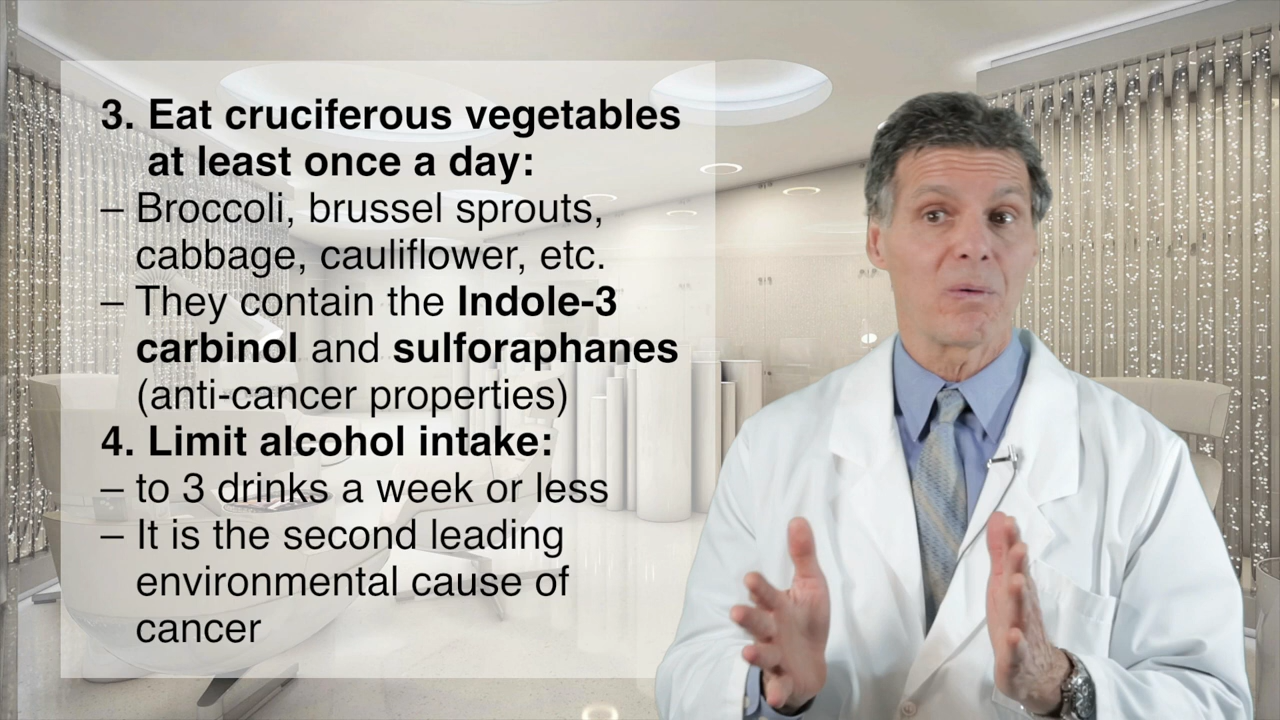 3. Eat cruciferous vegetables
at least once a day:
– Broccoli, brussel sprouts,
cabbage, cauliflower, etc.
– They contain the Indole-3
carbinol and sulforaphanes
(anti-cancer properties)
4. Limit alcohol intake:
– to 3 drinks a week or less
– It is the second leading
environmental cause of
cancer